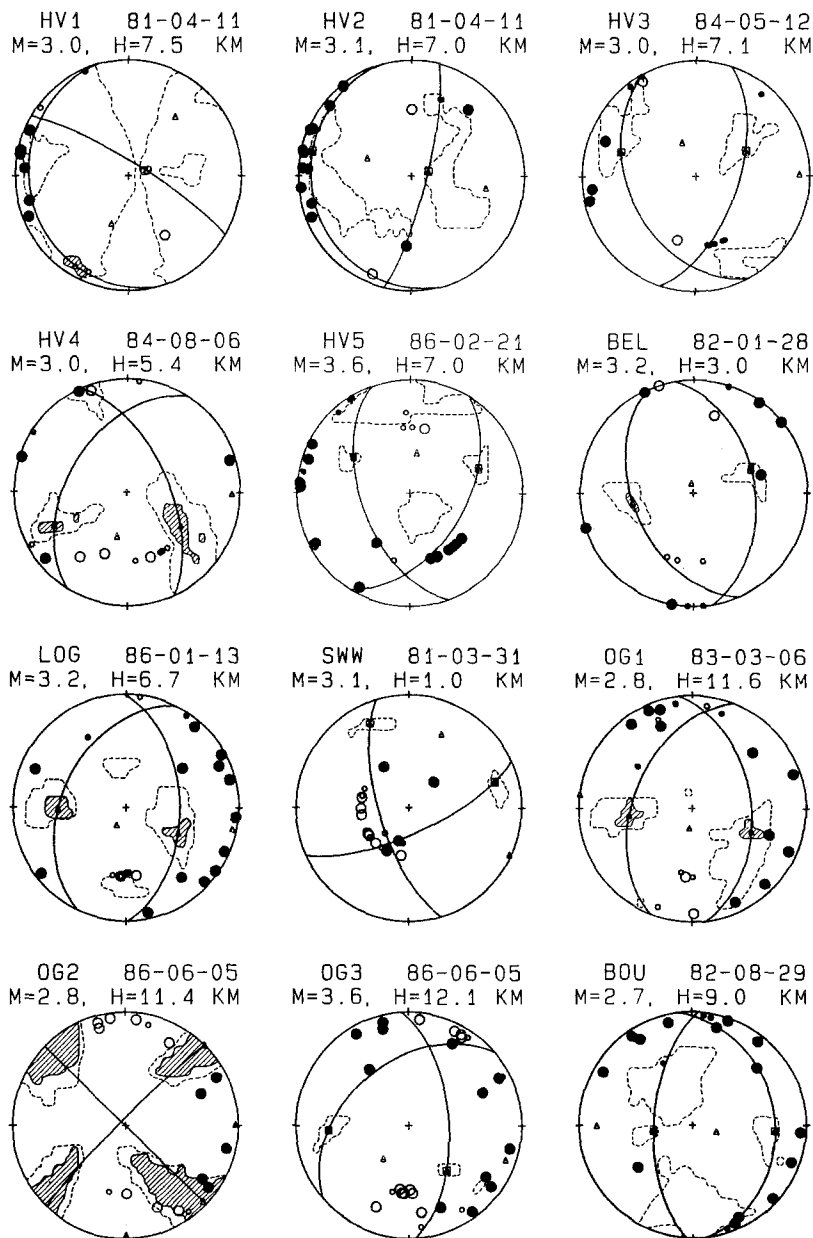 HV1 81-04-11
M=3.0, H=7.5 KM
HV2 81-04-11
M=3.1, H=7.0 KM
HV3 84-05-12
M=3.0, H=7.1 KM
HV4 84-08-06
M=3.0, H=5.4 KM
HV5 86-02-21
M=3.6, H=7.0 KM
BEL 82-01-28
M=3.2, H=3.0 KM
LOG 86-01-13
M=3.2, H=6.7 KM
SWW 81-03-31
M=3.1, H=1.0 KM
OG1 83-03-06
M=2.8, H=11.6 KM
OG2 86-06-05
M=2.8, H=11.4 KM
OG3 86-06-05
M=3.6, H=12.1 KM
BOU 82-08-29
M=2.7, H=9.0 KM